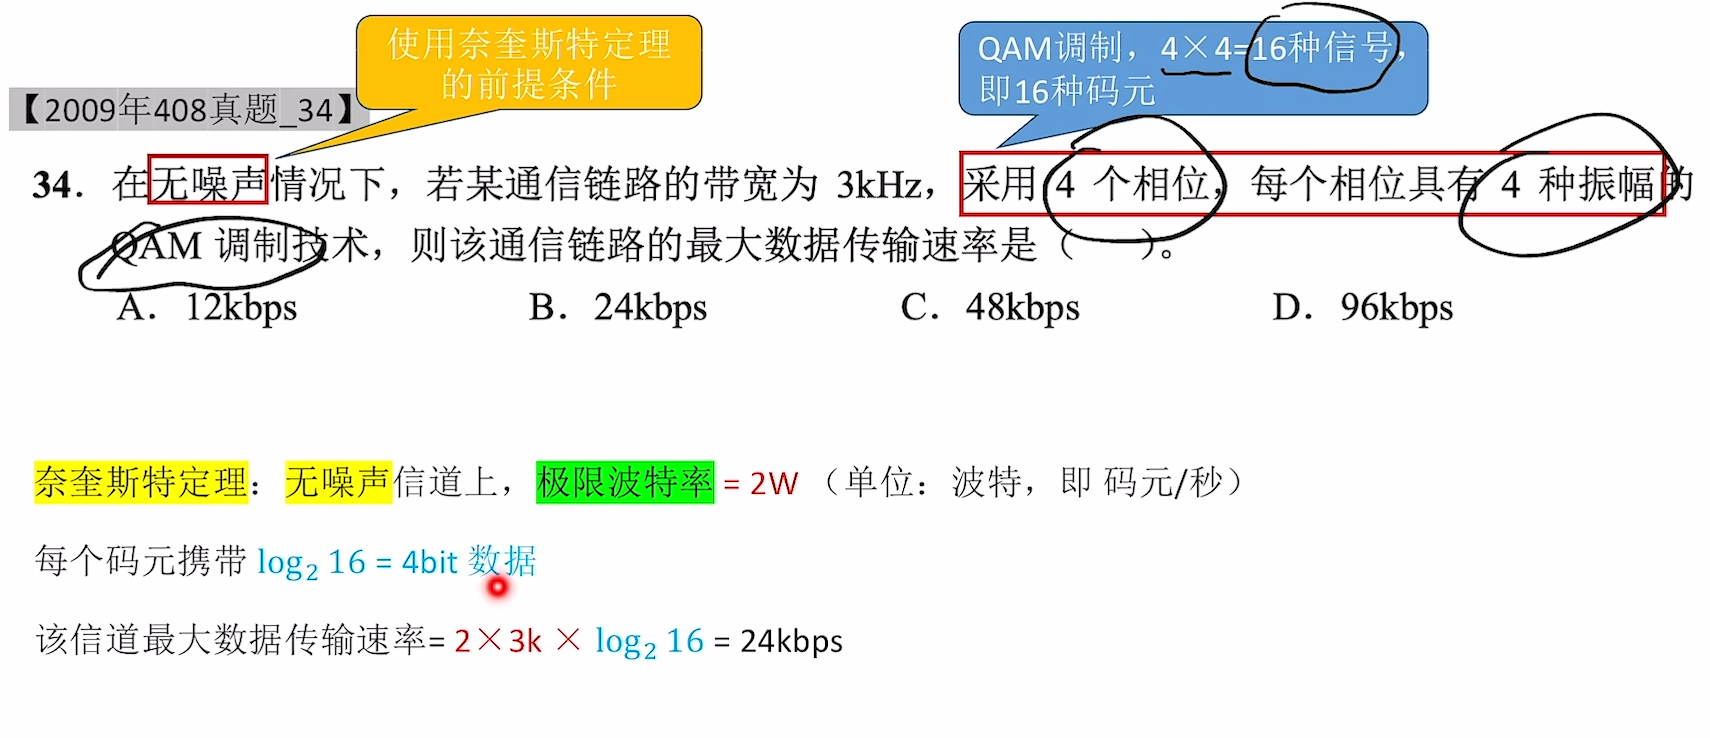 使用奈奎斯特定理
的前提条件
QAM调制，4×4=16种信号，
即16种码元
【2009年408真题_34】
34. 在无噪声情况下，若某通信链路的带宽为 3kHz，采用 4 个相位，每个相位具有 4 种振幅的
QAM 调制技术，则该通信链路的最大数据传输速率是（　　）。
A. 12kbps B. 24kbps C. 48kbps D. 96kbps
奈奎斯特定理：无噪声信道上，极限波特率 = 2W （单位：波特，即 码元/秒）
每个码元携带 log₂ 16 = 4bit 数据
该信道最大数据传输速率= 2×3k × log₂ 16 = 24kbps